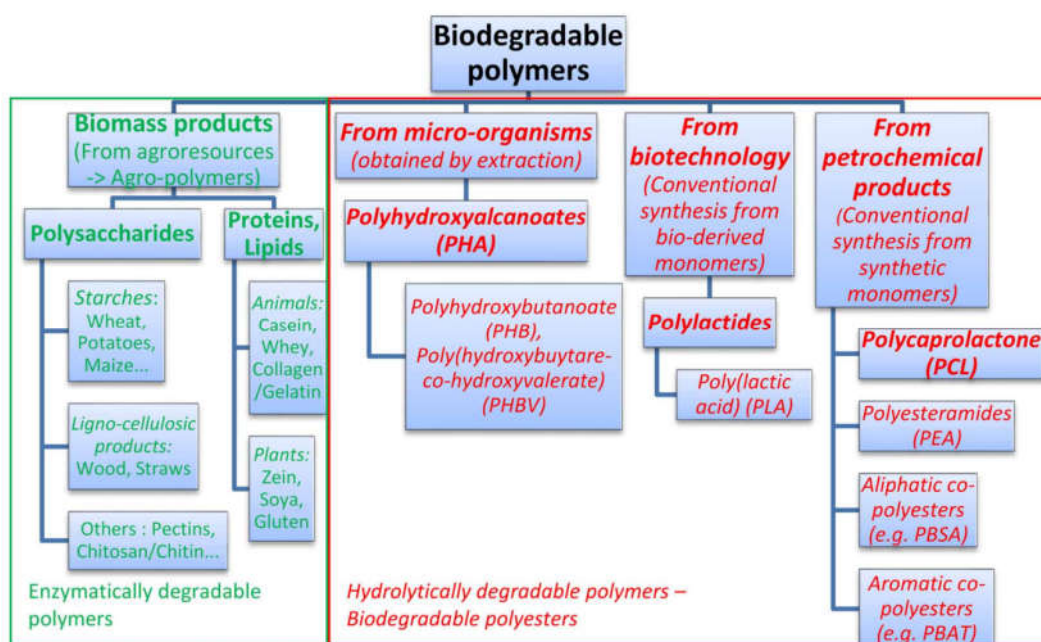 Biodegradable
polymers
Biomass products
(From agroresources
-> Agro-polymers)
Polysaccharides
Starches:
Wheat,
Potatoes,
Maize...
Ligno-cellulosic
products:
Wood, Straws
Others : Pectins,
Chitosan/Chitin...
Proteins,
Lipids
Animals:
Casein,
Whey,
Collagen
/Gelatin
Plants:
Zein,
Soya,
Gluten
Enzymatically degradable
polymers
From micro-organisms
(obtained by extraction)
Polyhydroxyalcanoates
(PHA)
Polyhydroxybutanoate
(PHB),
Poly(hydroxybuytare-
co-hydroxyvalerate)
(PHBV)
From
biotechnology
(Conventional
synthesis from
bio-derived
monomers)
Polylactides
Poly(lactic
acid) (PLA)
From
petrochemical
products
(Conventional
synthesis from
synthetic
monomers)
Polycaprolactone
(PCL)
Polyesteramides
(PEA)
Aliphatic co-
polyesters
(e.g. PBSA)
Aromatic co-
polyesters
(e.g. PBAT)
Hydrolytically degradable polymers –
Biodegradable polyesters